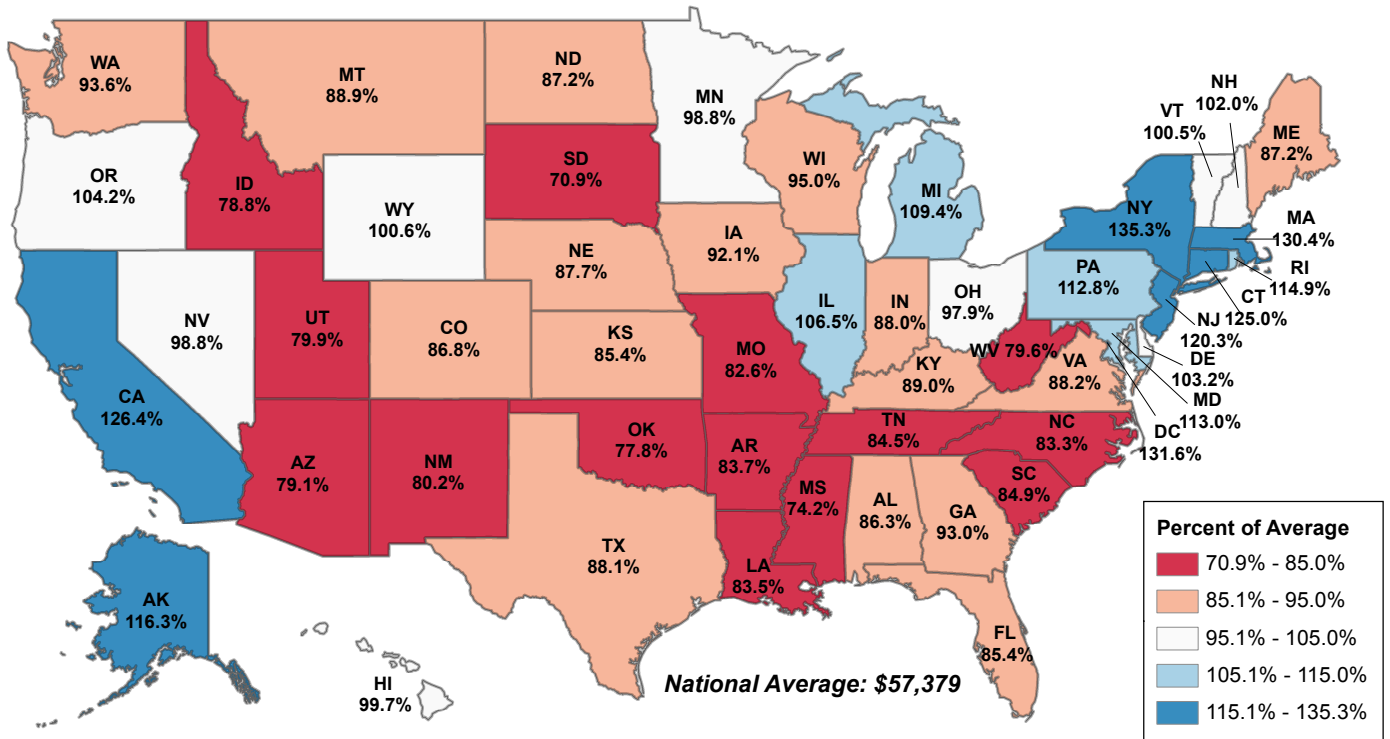 WA
93.6%
MT
88.9%
ND
87.2%
MN
98.8%
NH
102.0%
VT
100.5%
ME
87.2%
OR
104.2%
ID
78.8%
WY
100.6%
SD
70.9%
WI
95.0%
MI
109.4%
NY
135.3%
MA
130.4%
RI
114.9%
CT
125.0%
NJ
120.3%
DE
103.2%
MD
113.0%
DC
131.6%
NE
87.7%
IA
92.1%
PA
112.8%
IL
106.5%
IN
88.0%
OH
97.9%
NV
98.8%
UT
79.9%
CO
86.8%
KS
85.4%
MO
82.6%
KY
89.0%
WV 79.6%
VA
88.2%
CA
126.4%
AZ
79.1%
NM
80.2%
OK
77.8%
AR
83.7%
TN
84.5%
NC
83.3%
SC
84.9%
MS
74.2%
AL
86.3%
GA
93.0%
TX
88.1%
LA
83.5%
FL
85.4%
AK
116.3%
HI
99.7%
National Average: $57,379
Percent of Average
70.9% - 85.0%
85.1% - 95.0%
95.1% - 105.0%
105.1% - 115.0%
115.1% - 135.3%